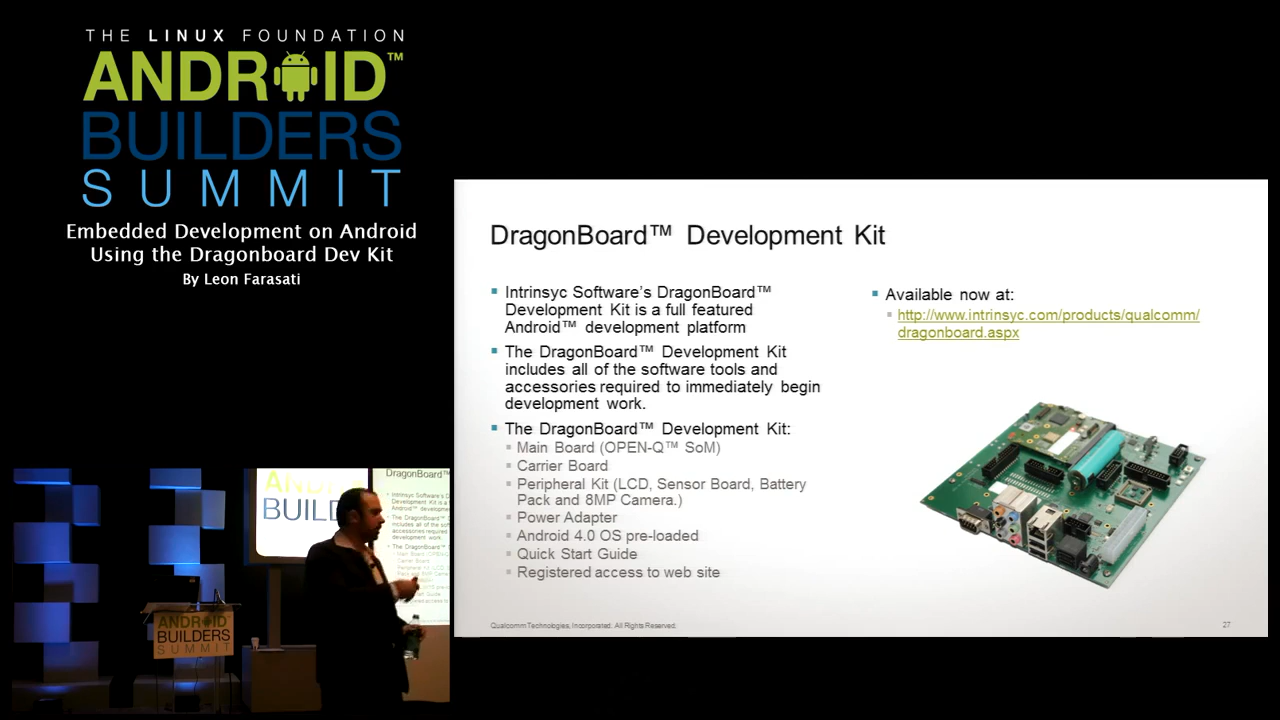 THE LINUX FOUNDATION
ANDROID™
BUILDERS
SUMMIT
Embedded Development on Android
Using the Dragonboard Dev Kit
By Leon Farasati
DragonBoard™ Development Kit
Intrinsyc Software's DragonBoard™
Development Kit is a full featured
Android™ development platform
The DragonBoard™ Development Kit
includes all of the software tools and
accessories required to immediately begin
development work.
The DragonBoard™ Development Kit:
Main Board (OPEN-Q™ SoM)
Carrier Board
Peripheral Kit (LCD, Sensor Board, Battery
Pack and 8MP Camera.)
Power Adapter
Android 4.0 OS pre-loaded
Quick Start Guide
Registered access to web site
Available now at:
http://www.intrinsyc.com/products/qualcomm/
dragonboard.aspx
Qualcomm Technologies, Incorporated. All Rights Reserved.
27
ANDROID
BUILDERS
SUMMIT
BUILD
DragonBoard™